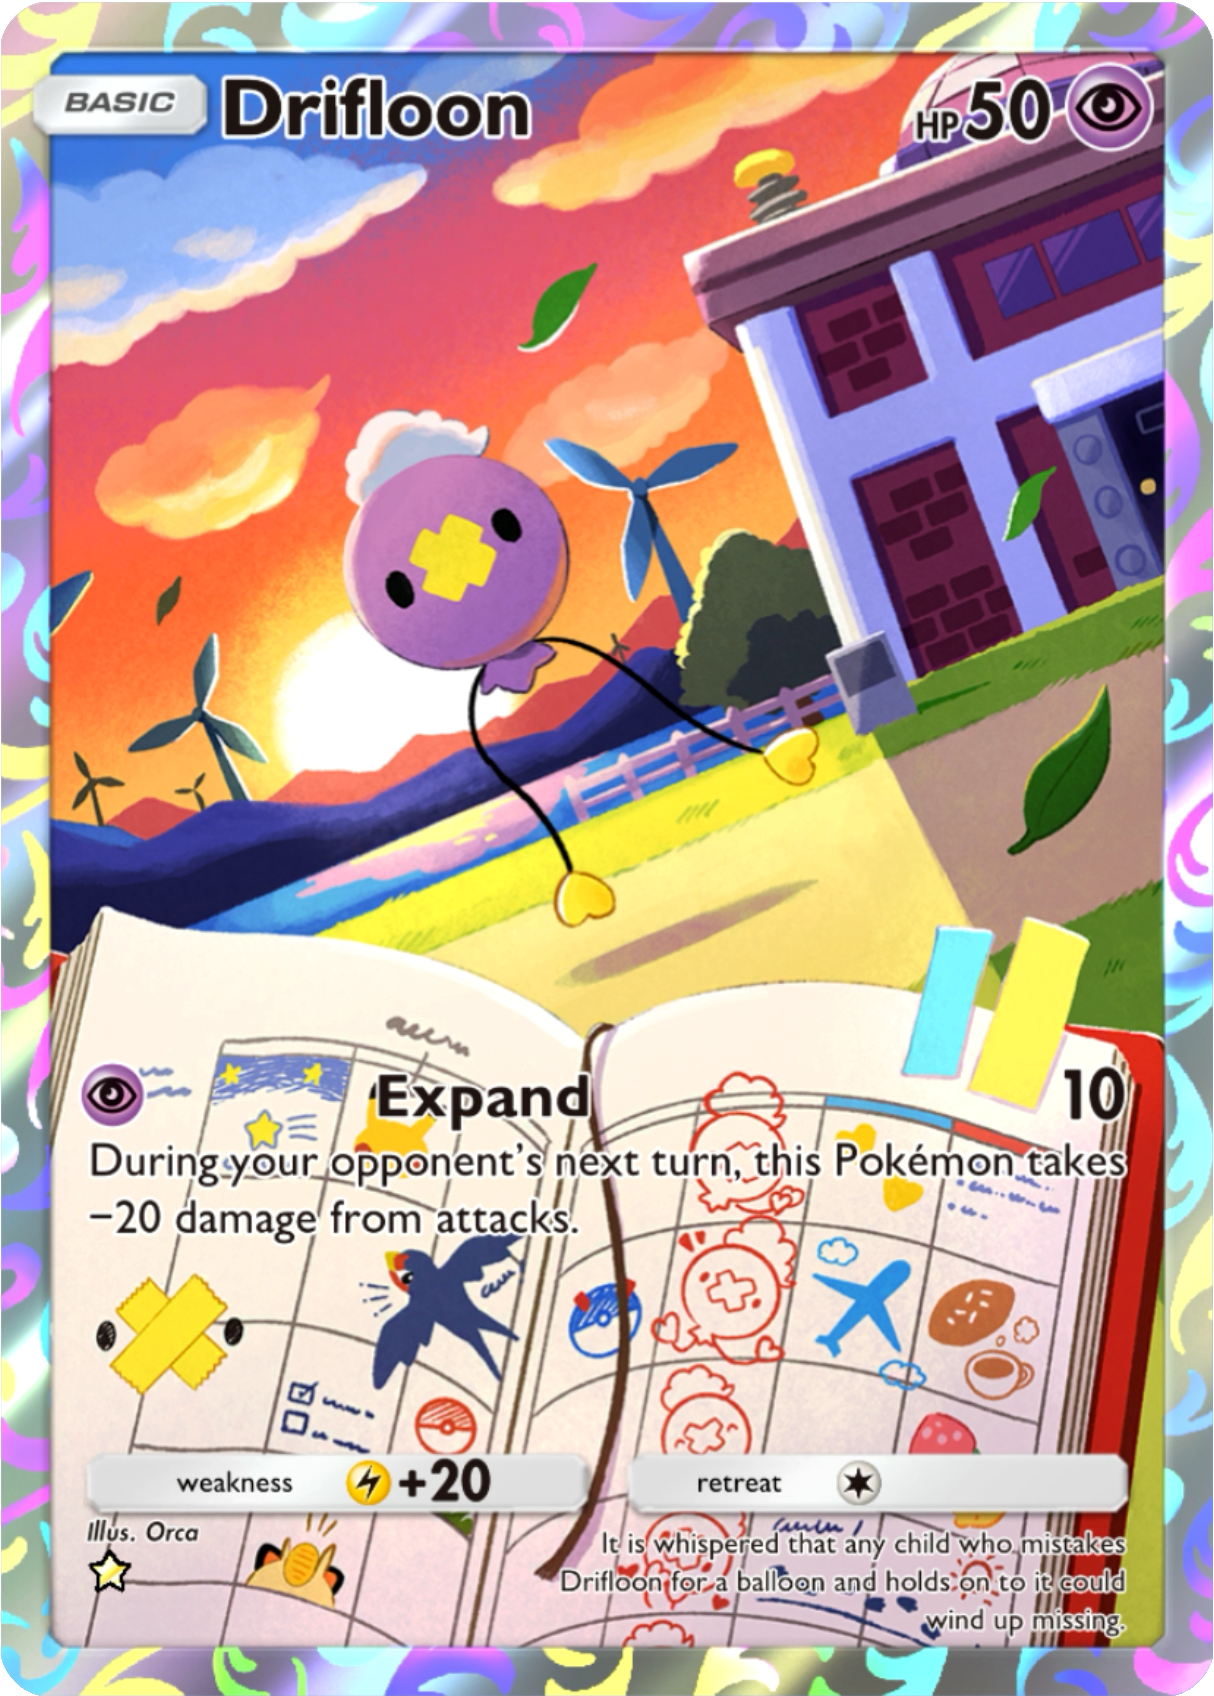 BASIC Drifloon HP 50
Expand 10
During your opponent's next turn, this Pokémon takes
−20 damage from attacks.
weakness +20 retreat
Illus. Orca
It is whispered that any child who mistakes
Drifloon for a balloon and holds on to it could
wind up missing.